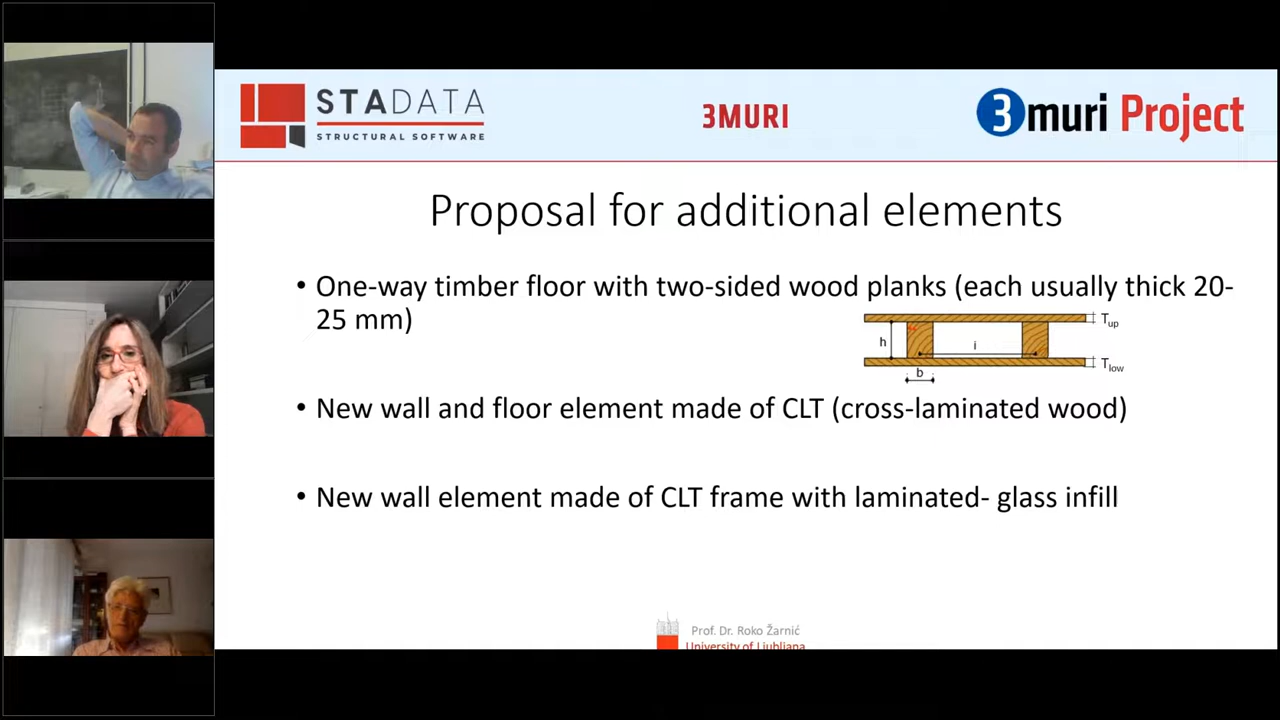 STADATA
STRUCTURAL SOFTWARE
3MURI
3muri Project
Proposal for additional elements
• One-way timber floor with two-sided wood planks (each usually thick 20-
25 mm)
Tup
h
i
b
Tlow
• New wall and floor element made of CLT (cross-laminated wood)
• New wall element made of CLT frame with laminated- glass infill
Prof. Dr. Roko Žarnić
University of Ljubljana